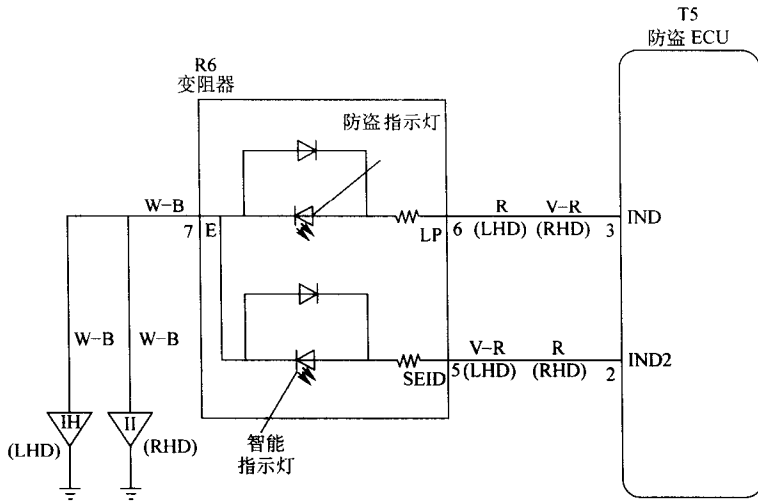 T5
防盗 ECU
R6
变阻器
防盗指示灯
W-B
7
E
LP
6
R
(LHD)
V-R
(RHD)
3
IND
W-B
W-B
SEID
5
V-R
(LHD)
R
(RHD)
2
IND2
IH
(LHD)
II
(RHD)
智能
指示灯